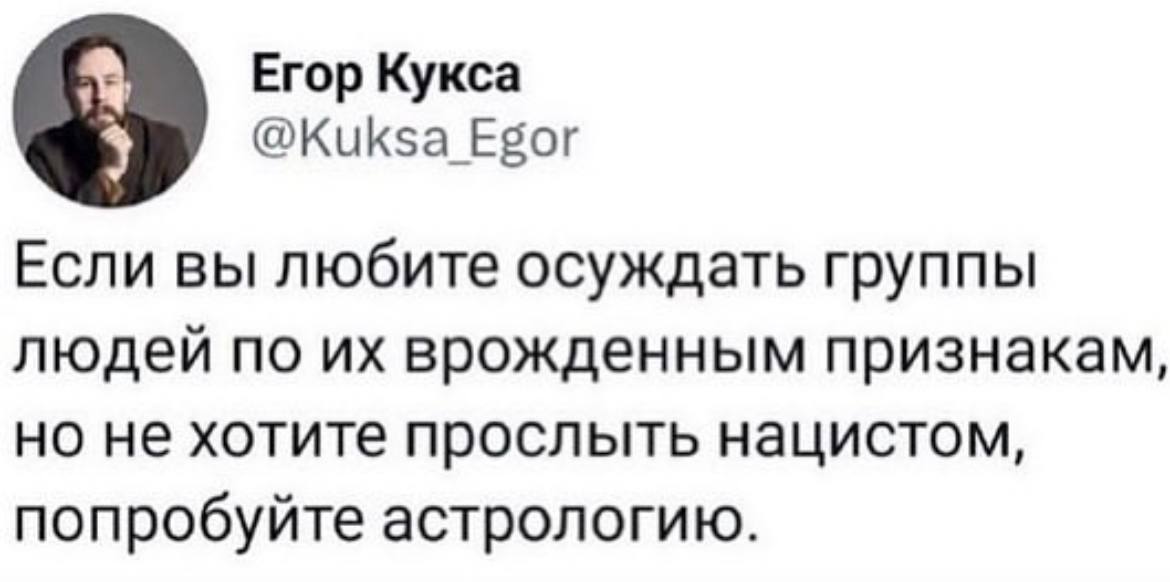 Егор Кукса
@Kuksa_Egor
Если вы любите осуждать группы
людей по их врожденным признакам,
но не хотите прослыть нацистом,
попробуйте астрологию.